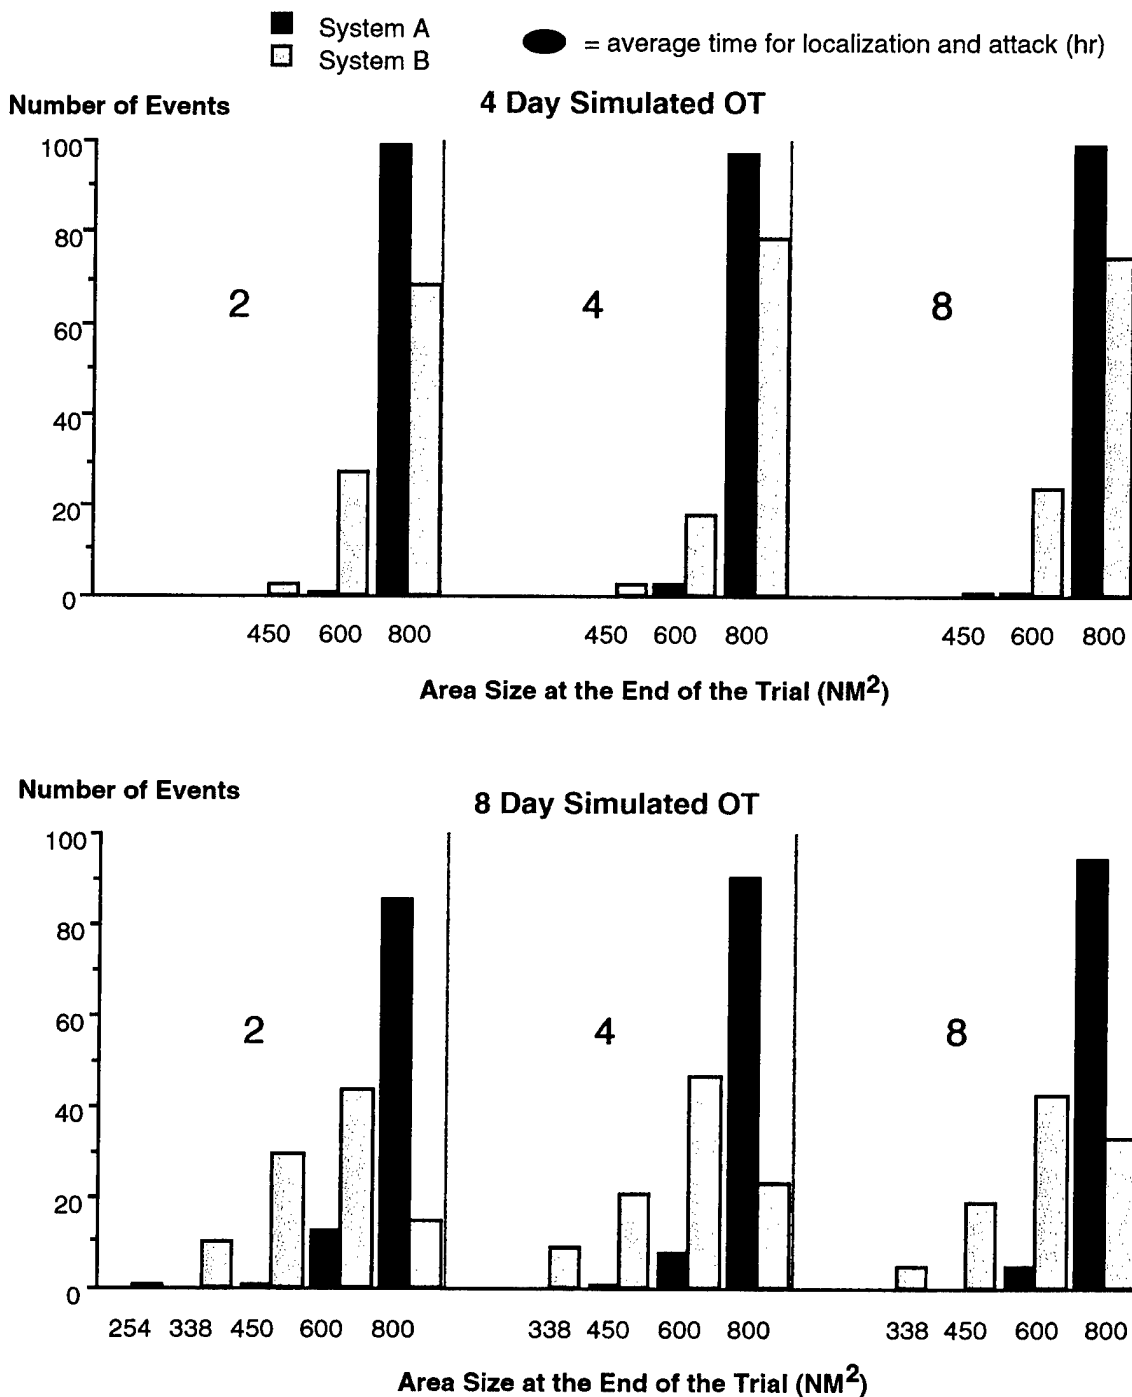 System A
System B
= average time for localization and attack (hr)
Number of Events
4 Day Simulated OT
100
80
60
40
20
0
2
4
8
450 600 800
450 600 800
450 600 800
Area Size at the End of the Trial (NM2)
Number of Events
8 Day Simulated OT
100
80
60
40
20
0
2
4
8
254 338 450 600 800
338 450 600 800
338 450 600 800
Area Size at the End of the Trial (NM2)